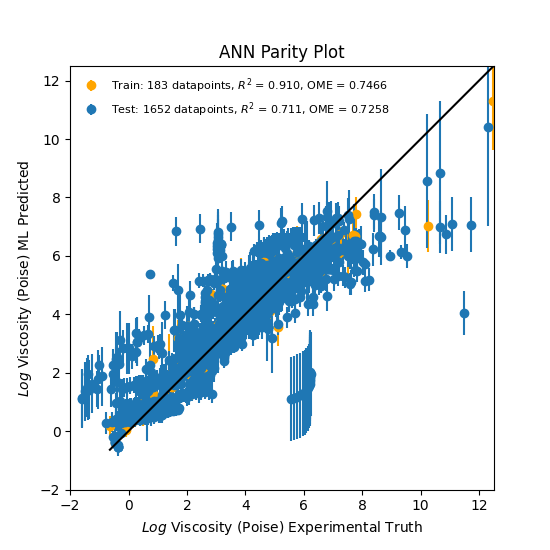 ANN Parity Plot
Train: 183 datapoints, R² = 0.910, OME = 0.7466
Test: 1652 datapoints, R² = 0.711, OME = 0.7258
12
10
8
6
4
2
0
−2
Log Viscosity (Poise) ML Predicted
−2 0 2 4 6 8 10 12
Log Viscosity (Poise) Experimental Truth